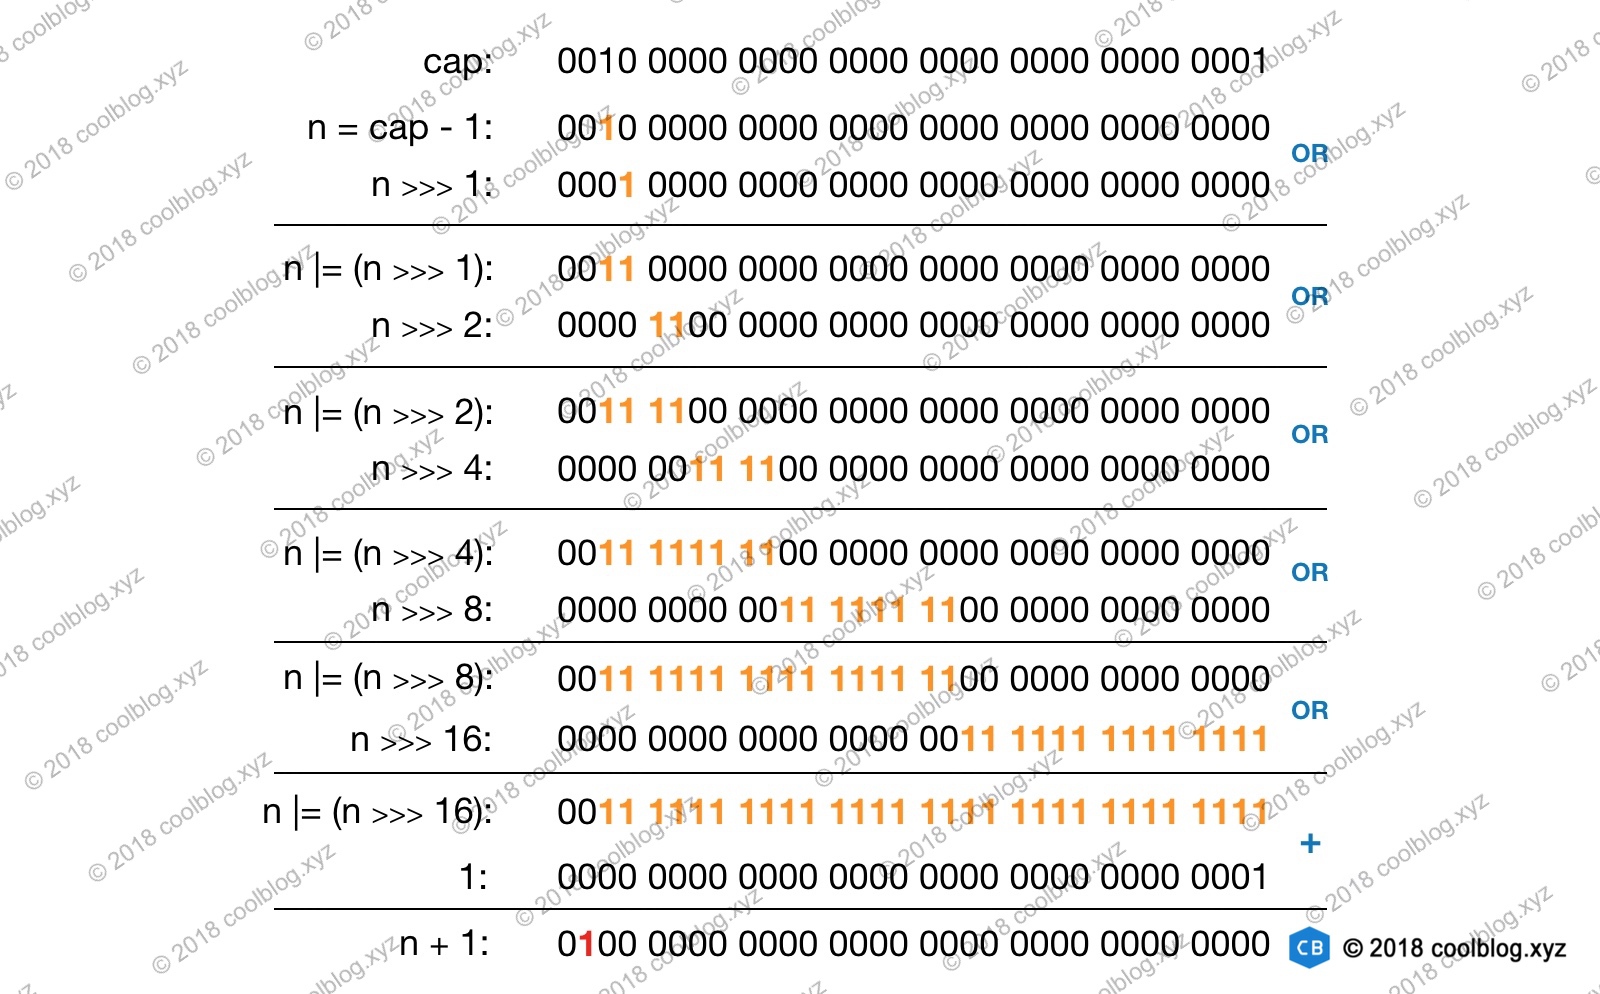 cap: 0010 0000 0000 0000 0000 0000 0000 0001
n = cap - 1: 0010 0000 0000 0000 0000 0000 0000 0000
OR
n >>> 1: 0001 0000 0000 0000 0000 0000 0000 0000
n |= (n >>> 1): 0011 0000 0000 0000 0000 0000 0000 0000
OR
n >>> 2: 0000 1100 0000 0000 0000 0000 0000 0000
n |= (n >>> 2): 0011 1100 0000 0000 0000 0000 0000 0000
OR
n >>> 4: 0000 0011 1100 0000 0000 0000 0000 0000
n |= (n >>> 4): 0011 1111 1100 0000 0000 0000 0000 0000
OR
n >>> 8: 0000 0000 0011 1111 1100 0000 0000 0000
n |= (n >>> 8): 0011 1111 1111 1111 1100 0000 0000 0000
OR
n >>> 16: 0000 0000 0000 0000 0011 1111 1111 1111
n |= (n >>> 16): 0011 1111 1111 1111 1111 1111 1111 1111
+
1: 0000 0000 0000 0000 0000 0000 0000 0001
n + 1: 0100 0000 0000 0000 0000 0000 0000 0000
CB © 2018 coolblog.xyz
© 2018 coolblog.xyz